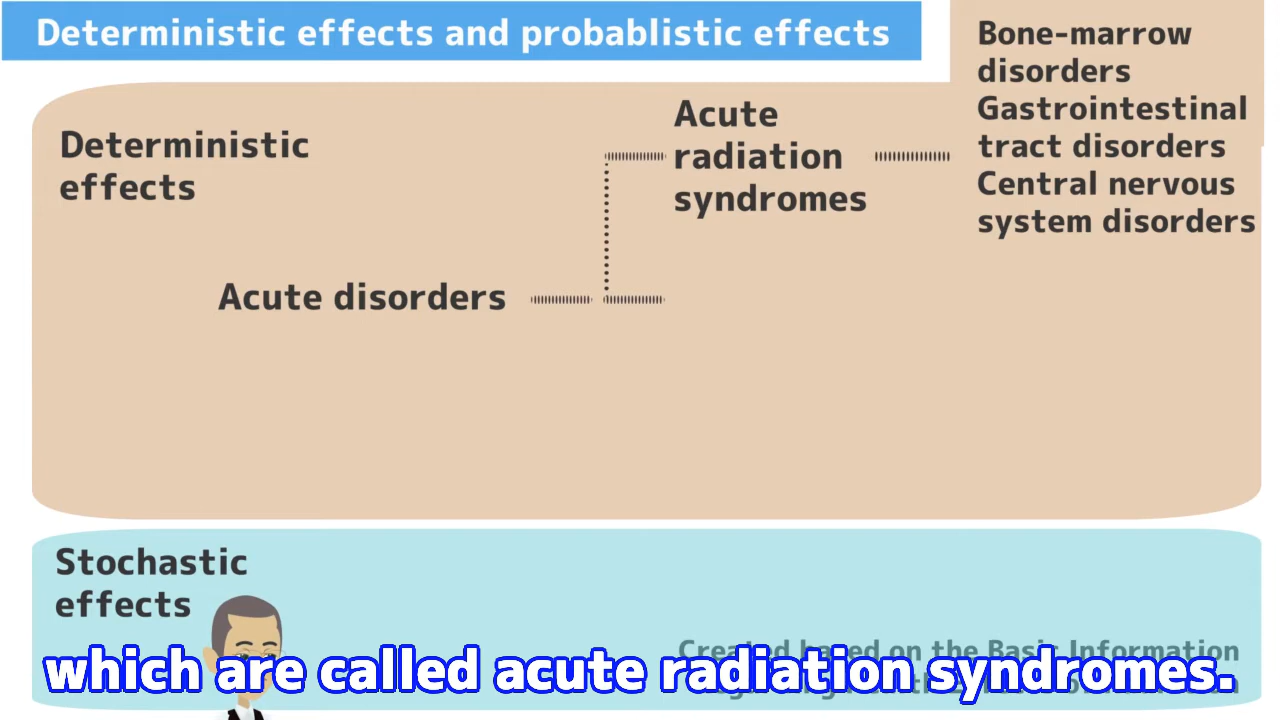 Deterministic effects and probablistic effects
Bone-marrow
disorders
Gastrointestinal
tract disorders
Central nervous
system disorders
Acute
radiation
syndromes
Deterministic
effects
Acute disorders
Stochastic
effects
Created based on the Basic Information
which are called acute radiation syndromes.